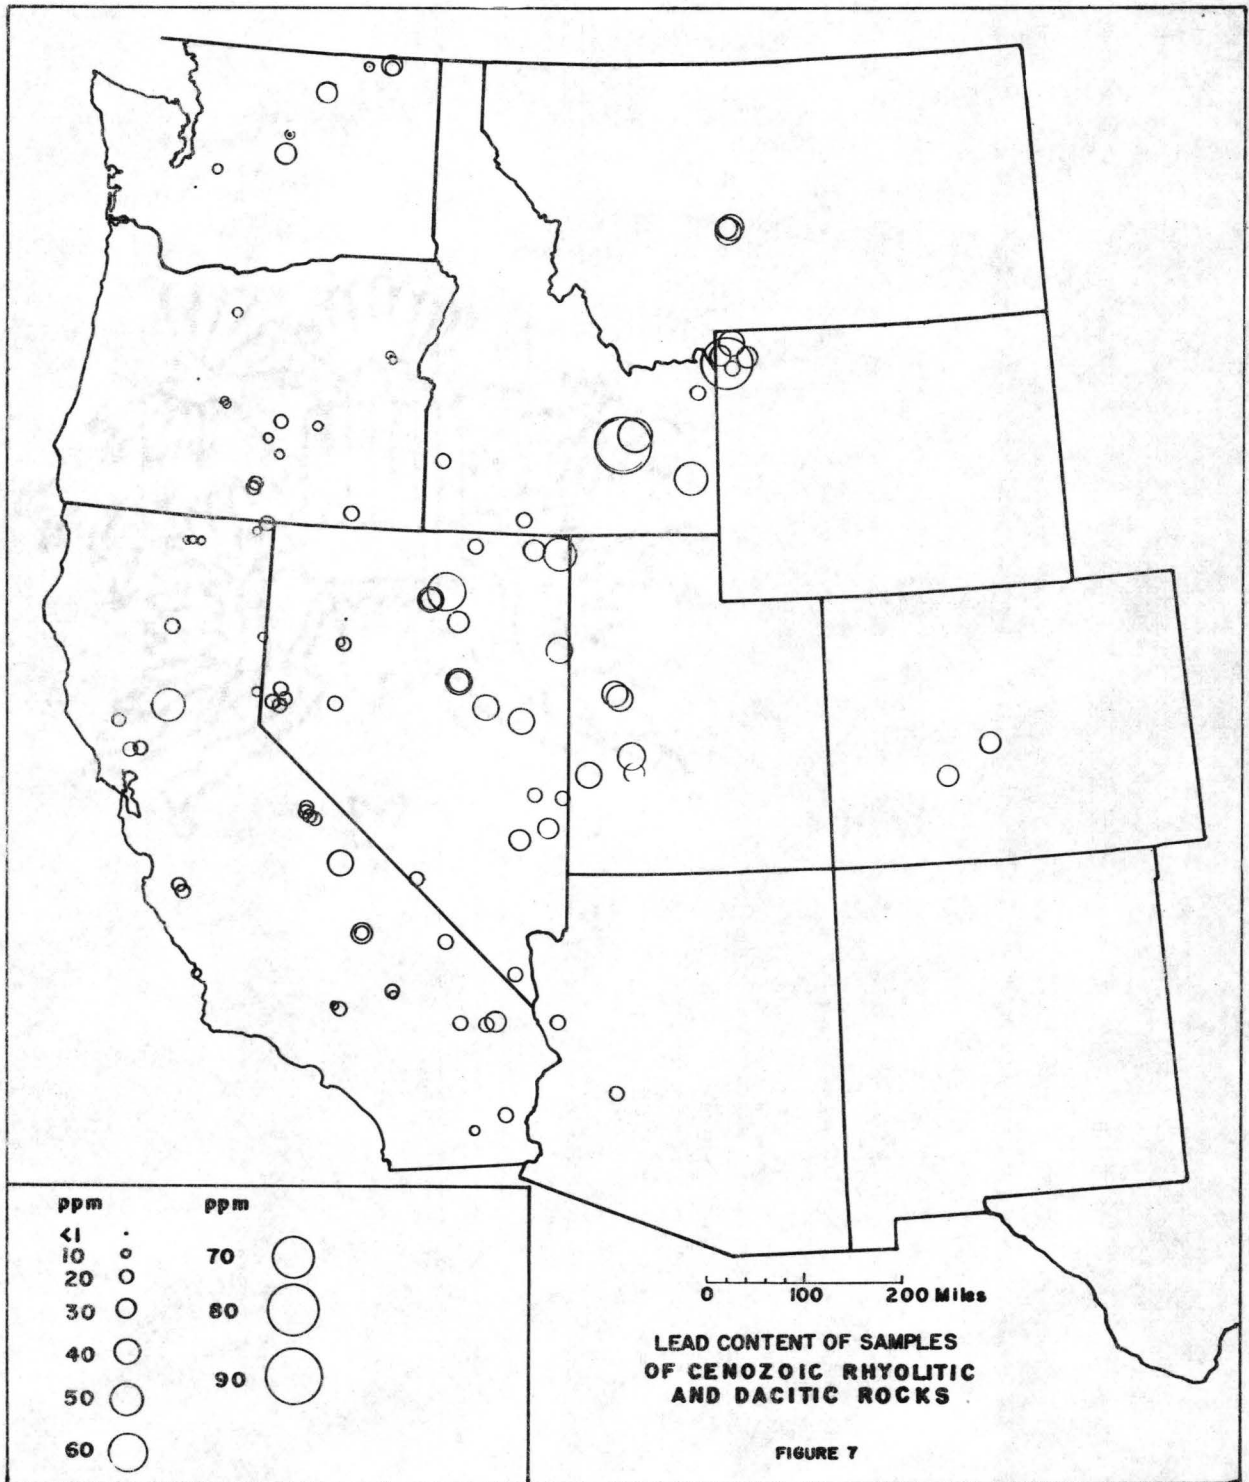 ppm ppm
<1
10
20
30
40
50
60
70
80
90
0 100 200 Miles
LEAD CONTENT OF SAMPLES
OF CENOZOIC RHYOLITIC
AND DACITIC ROCKS
FIGURE 7